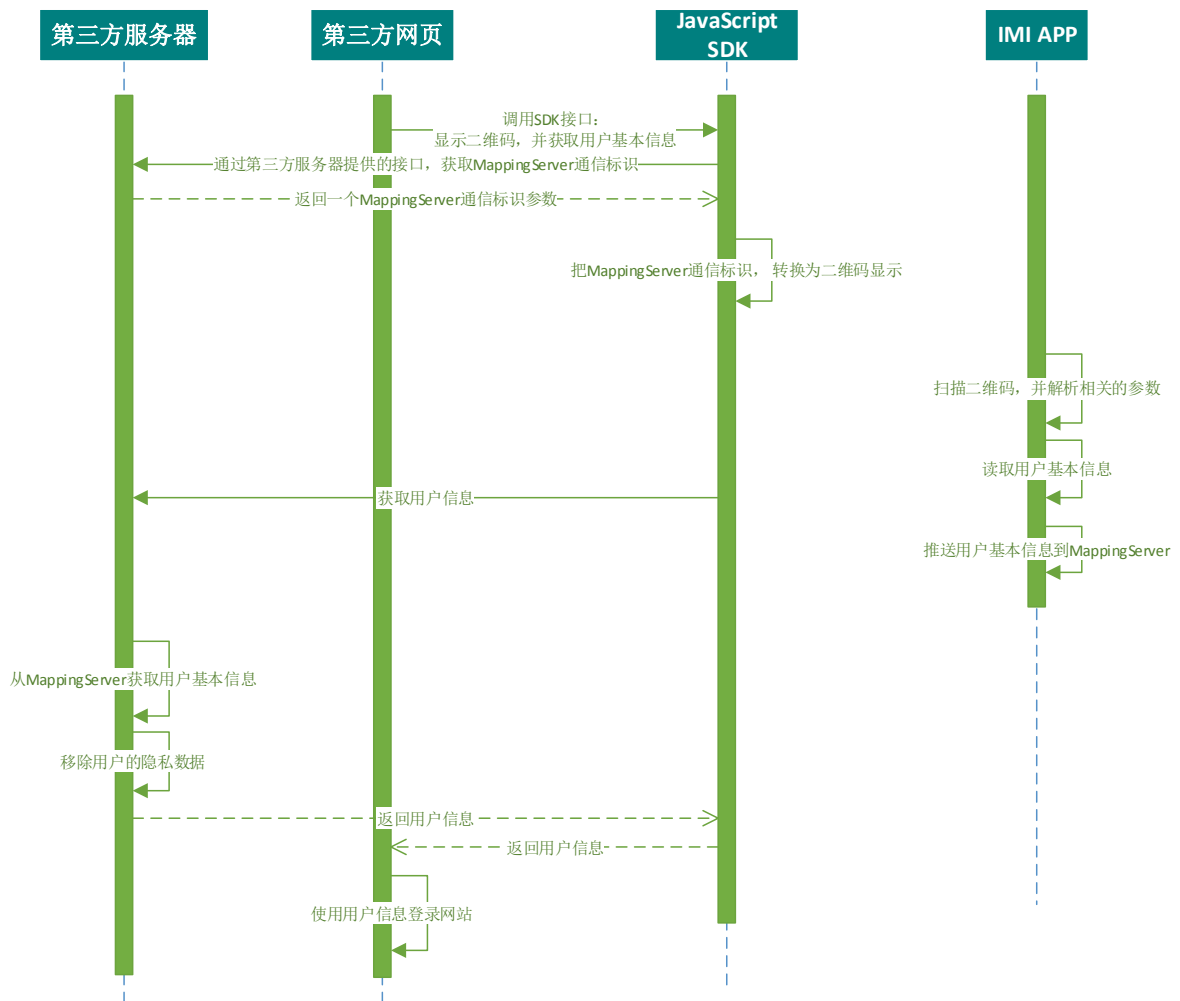 第三方服务器
第三方网页
JavaScript
SDK
IMI APP
调用SDK接口：
显示二维码，并获取用户基本信息
通过第三方服务器提供的接口，获取MappingServer通信标识
返回一个MappingServer通信标识参数
把MappingServer通信标识， 转换为二维码显示
扫描二维码，并解析相关的参数
读取用户基本信息
获取用户信息
推送用户基本信息到MappingServer
从MappingServer获取用户基本信息
移除用户的隐私数据
返回用户信息
返回用户信息
使用用户信息登录网站